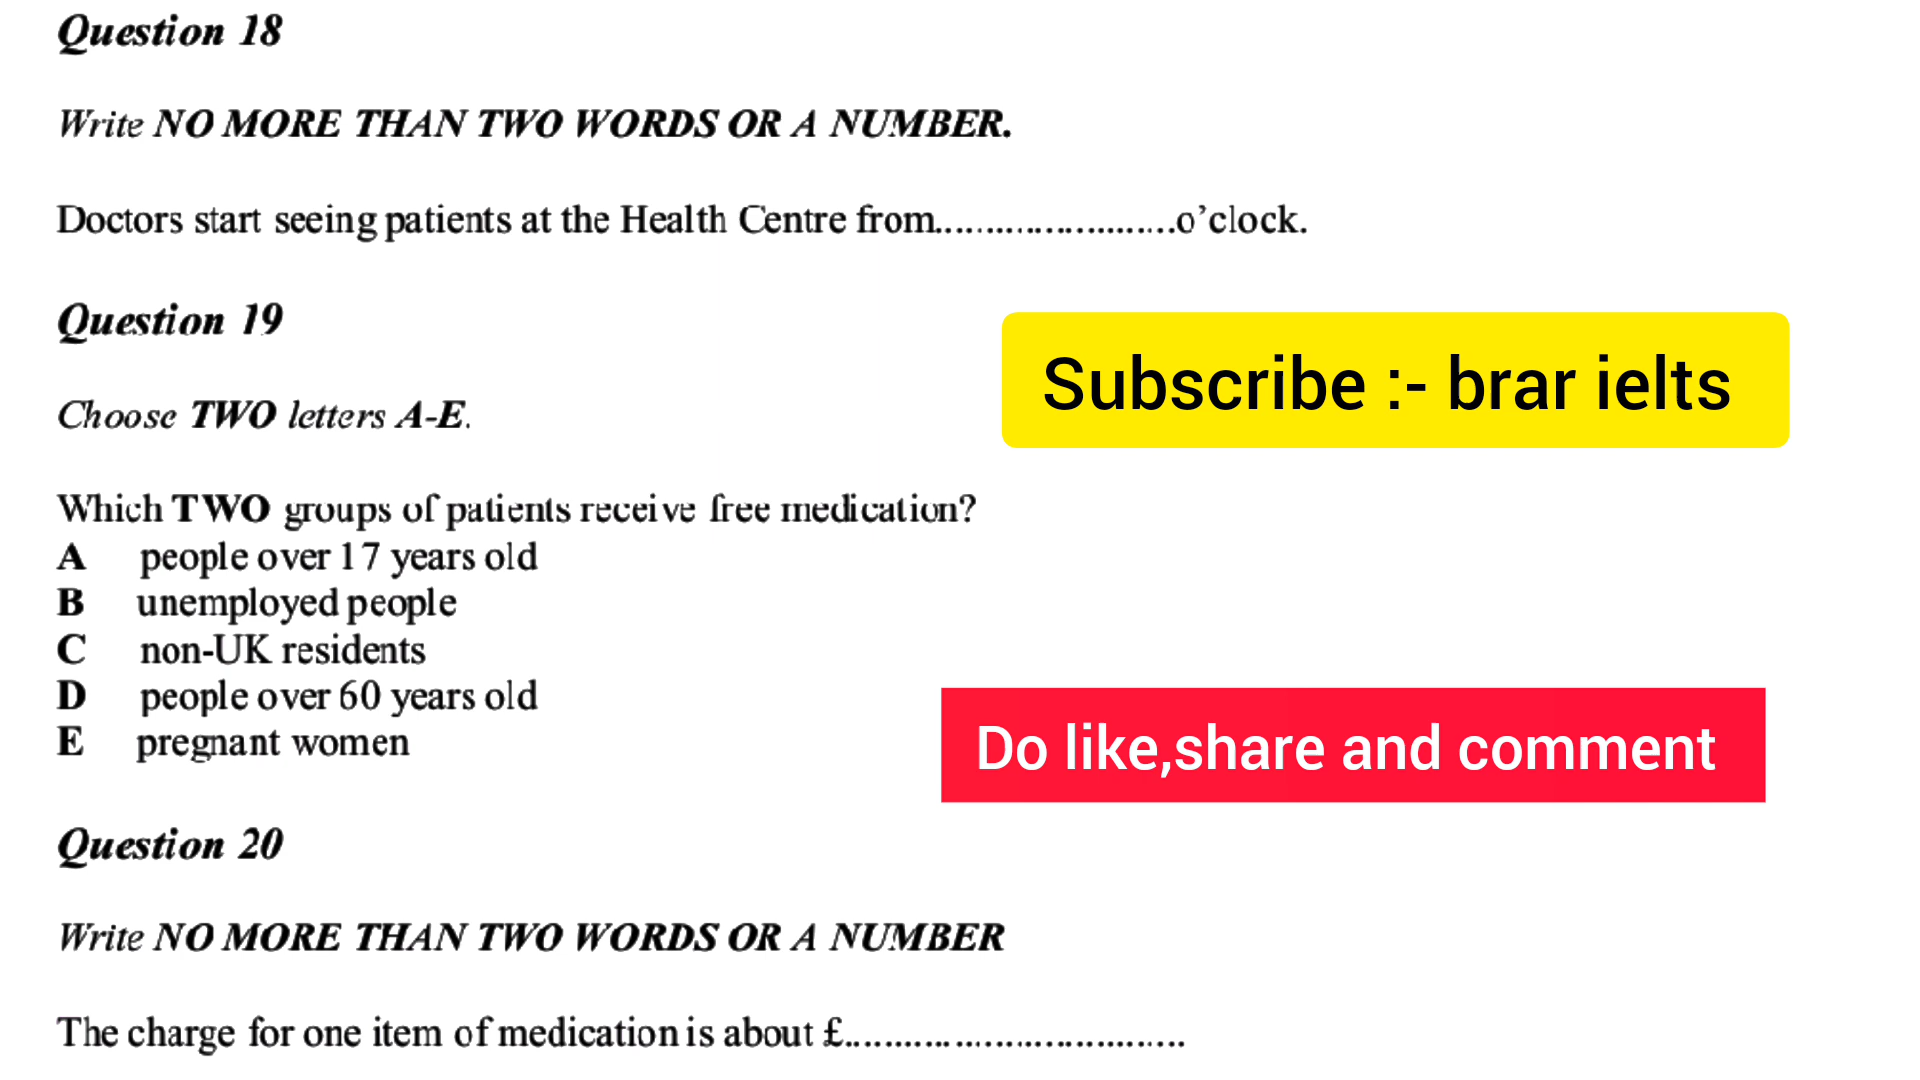 Question 18
Write NO MORE THAN TWO WORDS OR A NUMBER.
Doctors start seeing patients at the Health Centre from........................o’clock.
Question 19
Choose TWO letters A-E.
Subscribe :- brar ielts
Which TWO groups of patients receive free medication?
A people over 17 years old
B unemployed people
C non-UK residents
D people over 60 years old
E pregnant women
Do like,share and comment
Question 20
Write NO MORE THAN TWO WORDS OR A NUMBER
The charge for one item of medication is about £..................................